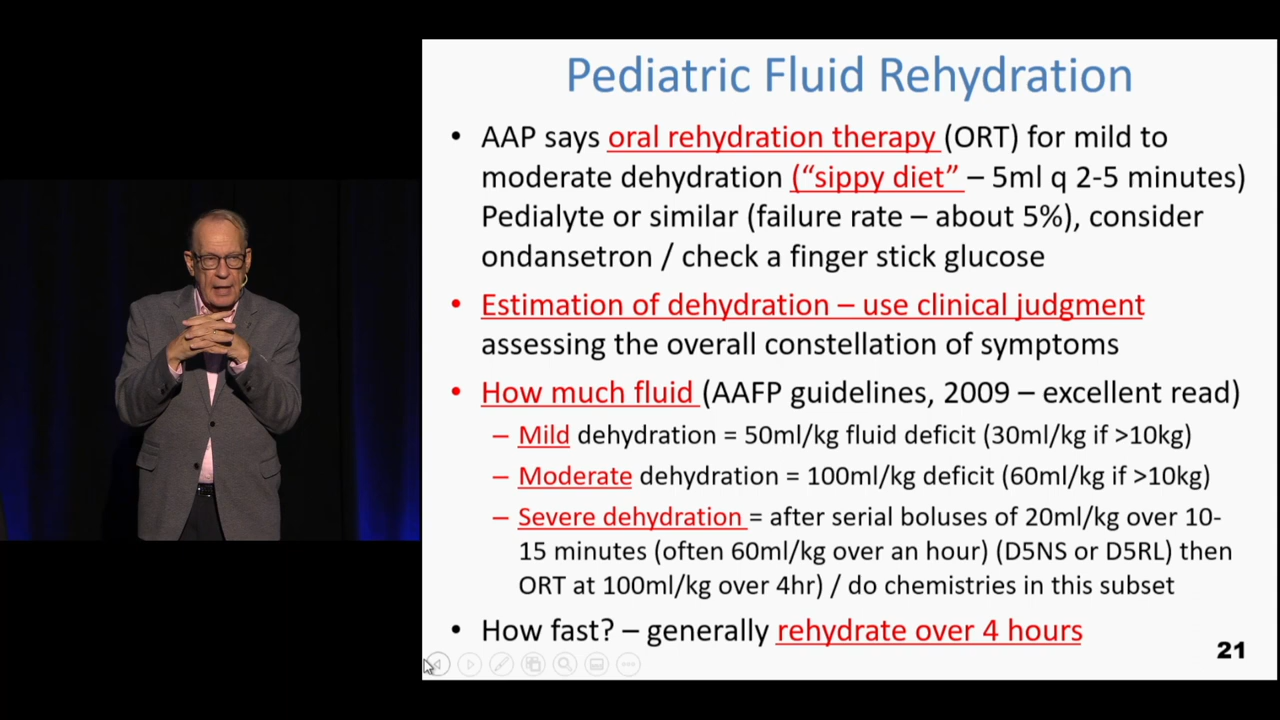 Pediatric Fluid Rehydration
• AAP says oral rehydration therapy (ORT) for mild to
moderate dehydration (“sippy diet” – 5ml q 2-5 minutes)
Pedialyte or similar (failure rate – about 5%), consider
ondansetron / check a finger stick glucose
• Estimation of dehydration – use clinical judgment
assessing the overall constellation of symptoms
• How much fluid (AAFP guidelines, 2009 – excellent read)
– Mild dehydration = 50ml/kg fluid deficit (30ml/kg if >10kg)
– Moderate dehydration = 100ml/kg deficit (60ml/kg if >10kg)
– Severe dehydration = after serial boluses of 20ml/kg over 10-
15 minutes (often 60ml/kg over an hour) (D5NS or D5RL) then
ORT at 100ml/kg over 4hr) / do chemistries in this subset
• How fast? – generally rehydrate over 4 hours
21